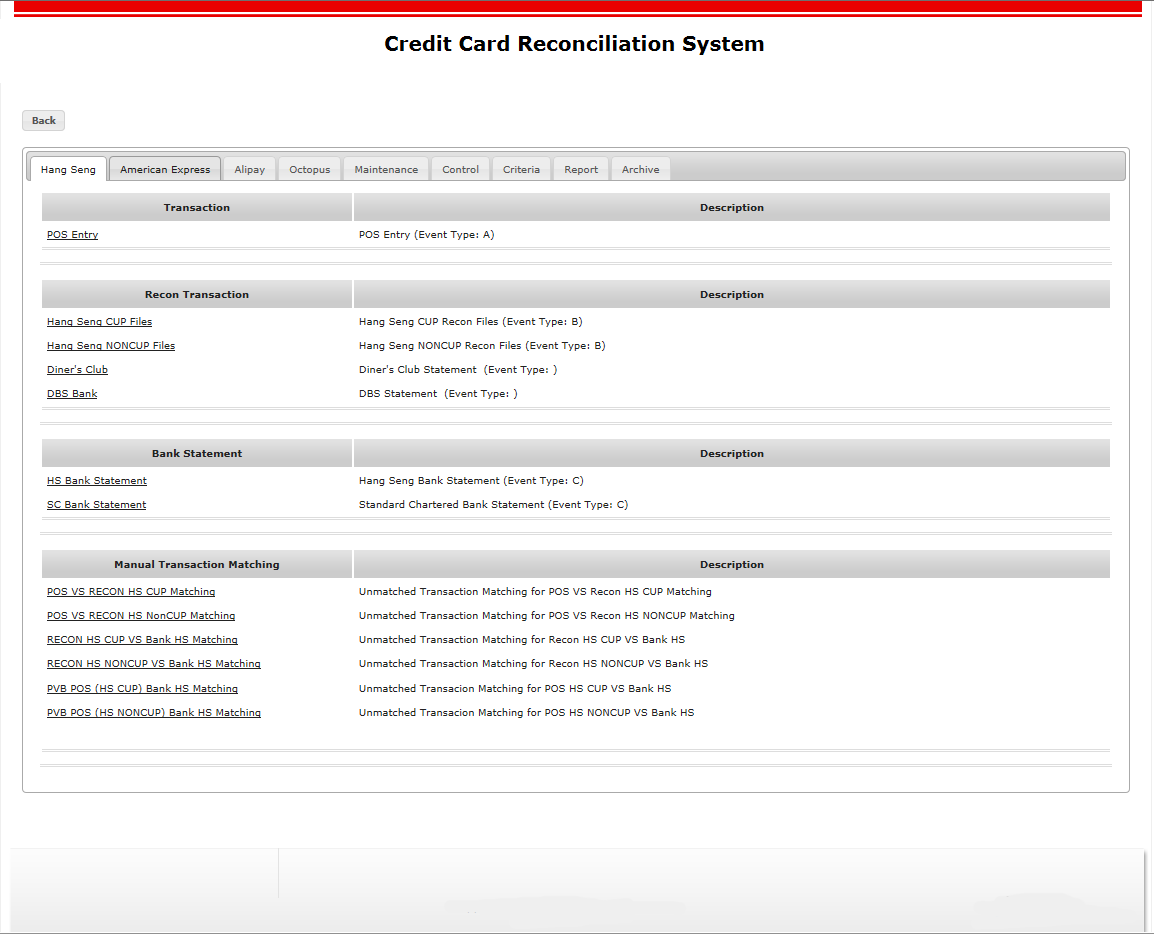 Credit Card Reconciliation System
Back
Hang Seng American Express Alipay Octopus Maintenance Control Criteria Report Archive
Transaction Description
POS Entry POS Entry (Event Type: A)
Recon Transaction Description
Hang Seng CUP Files Hang Seng CUP Recon Files (Event Type: B)
Hang Seng NONCUP Files Hang Seng NONCUP Recon Files (Event Type: B)
Diner's Club Diner's Club Statement (Event Type: )
DBS Bank DBS Statement (Event Type: )
Bank Statement Description
HS Bank Statement Hang Seng Bank Statement (Event Type: C)
SC Bank Statement Standard Chartered Bank Statement (Event Type: C)
Manual Transaction Matching Description
POS VS RECON HS CUP Matching Unmatched Transaction Matching for POS VS Recon HS CUP Matching
POS VS RECON HS NonCUP Matching Unmatched Transaction Matching for POS VS Recon HS NONCUP Matching
RECON HS CUP VS Bank HS Matching Unmatched Transaction Matching for Recon HS CUP VS Bank HS
RECON HS NONCUP VS Bank HS Matching Unmatched Transaction Matching for Recon HS NONCUP VS Bank HS
PVB POS (HS CUP) Bank HS Matching Unmatched Transacion Matching for POS HS CUP VS Bank HS
PVB POS (HS NONCUP) Bank HS Matching Unmatched Transacion Matching for POS HS NONCUP VS Bank HS